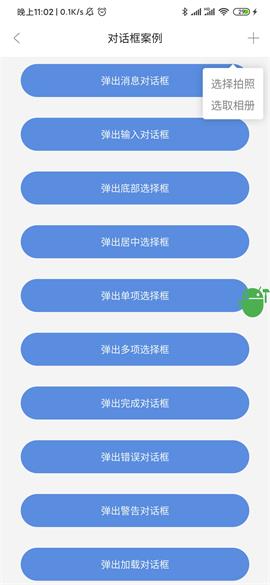 晚上11:02 | 0.1K/s
对话框案例
弹出消息对话框
选择拍照
选取相册
弹出输入对话框
弹出底部选择框
弹出居中选择框
弹出单项选择框
弹出多项选择框
弹出完成对话框
弹出错误对话框
弹出警告对话框
弹出加载对话框